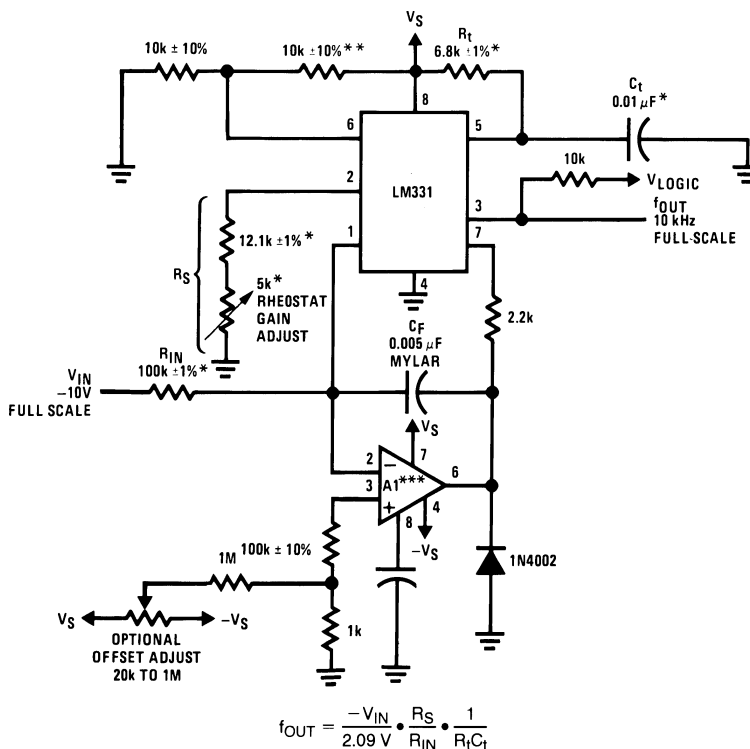 V_S
10k ± 10%
10k ± 10% **
R_t
6.8k ± 1% *
C_t
0.01 µF *
8
6
5
LM331
2
3
1
7
4
10k
V_LOGIC
f_OUT
10 kHz
FULL-SCALE
R_S
12.1k ± 1% *
5k *
RHEOSTAT
GAIN
ADJUST
2.2k
C_F
0.005 µF
MYLAR
V_IN
−10V
FULL SCALE
R_IN
100k ± 1% *
V_S
7
2
−
6
3
A1***
+
8
4
−V_S
100k ± 10%
1M
1N4002
V_S
−V_S
OPTIONAL
OFFSET ADJUST
20k TO 1M
1k
f_OUT = −V_IN / 2.09 V • R_S / R_IN • 1 / R_tC_t